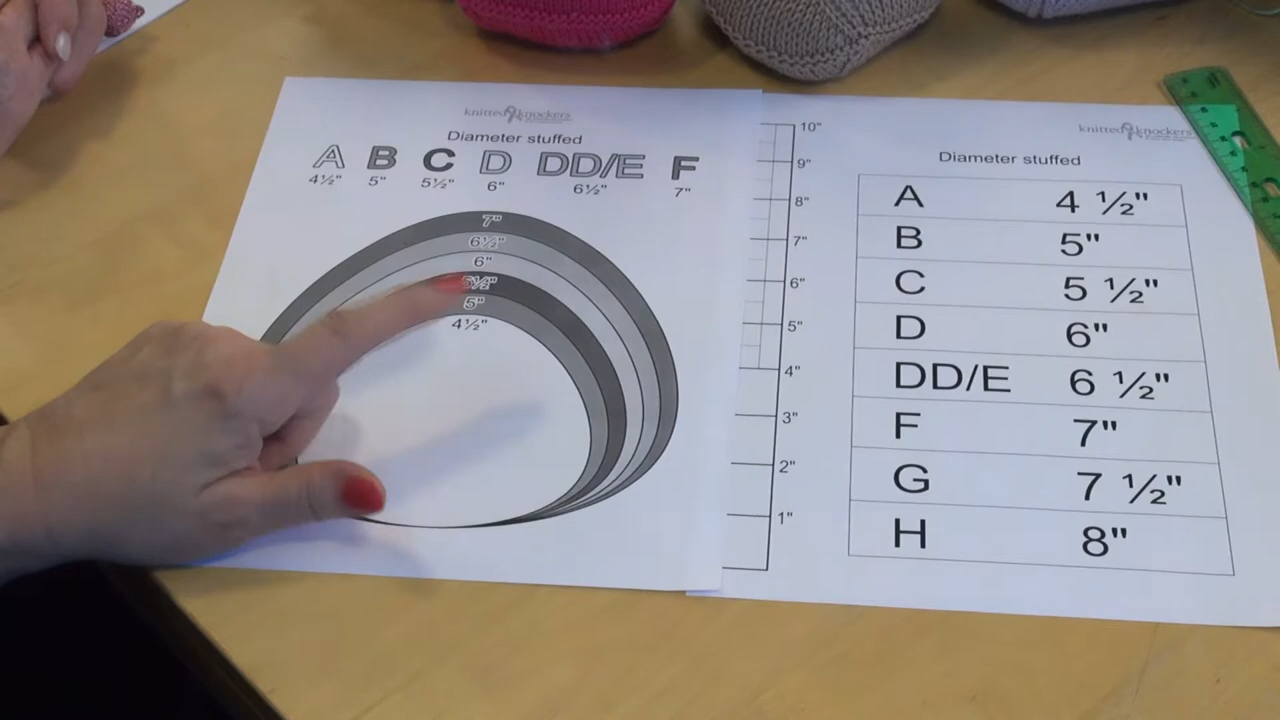 knitted knockers
Diameter stuffed
A B C D DD/E F
4½" 5" 5½" 6" 6½" 7"
7"
6½"
6"
5½"
5"
4½"
10"
9"
8"
7"
6"
5"
4"
3"
2"
1"
knitted knockers
Diameter stuffed
A 4 ½"
B 5"
C 5 ½"
D 6"
DD/E 6 ½"
F 7"
G 7 ½"
H 8"